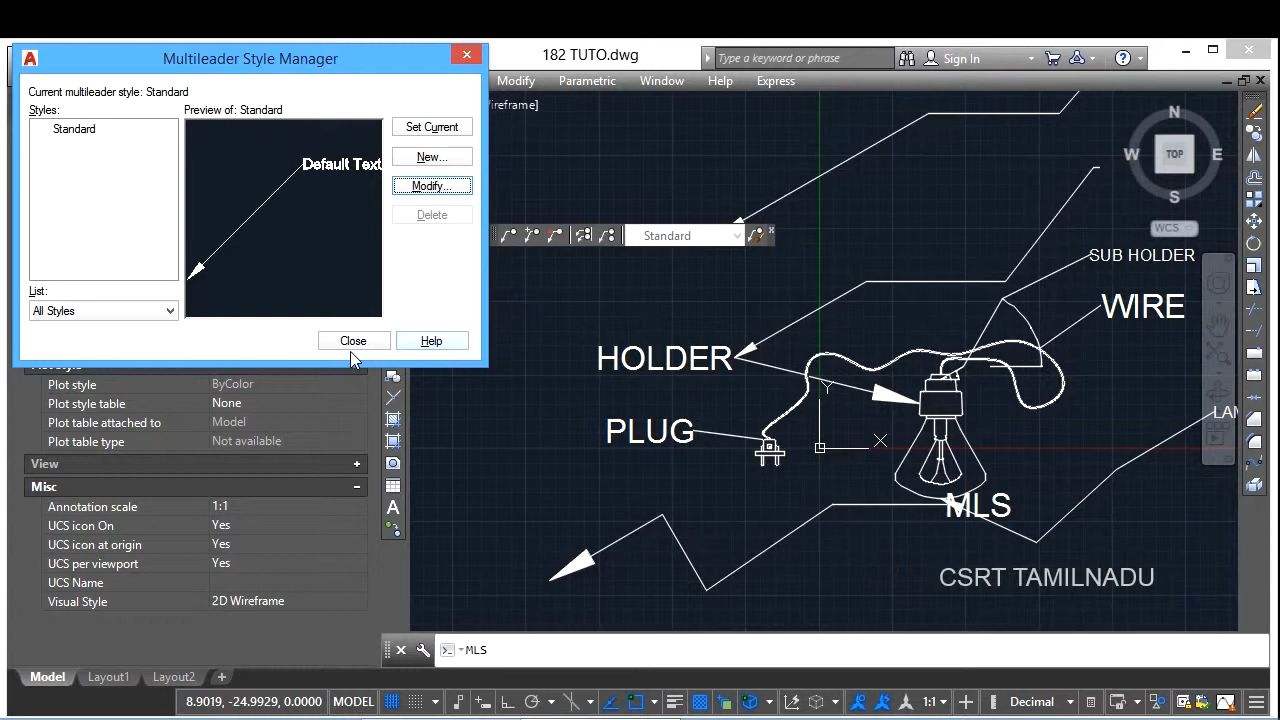 Multileader Style Manager
182 TUTO.dwg
Type a keyword or phrase
Sign In
Modify Parametric Window Help Express
Current multileader style: Standard
Styles:
Preview of: Standard
Standard
Default Text
Set Current
New...
Modify...
Delete
List:
All Styles
Close
Help
ireframe]
N
W TOP E
S
WCS
Standard
SUB HOLDER
WIRE
HOLDER
PLUG
LAM
MLS
CSRT TAMILNADU
Y
X
Plot style ByColor
Plot style table None
Plot table attached to Model
Plot table type Not available
View
Misc
Annotation scale 1:1
UCS icon On Yes
UCS icon at origin Yes
UCS per viewport Yes
UCS Name
Visual Style 2D Wireframe
MLS
Model Layout1 Layout2 +
8.9019, -24.9929, 0.0000 MODEL 1:1 Decimal